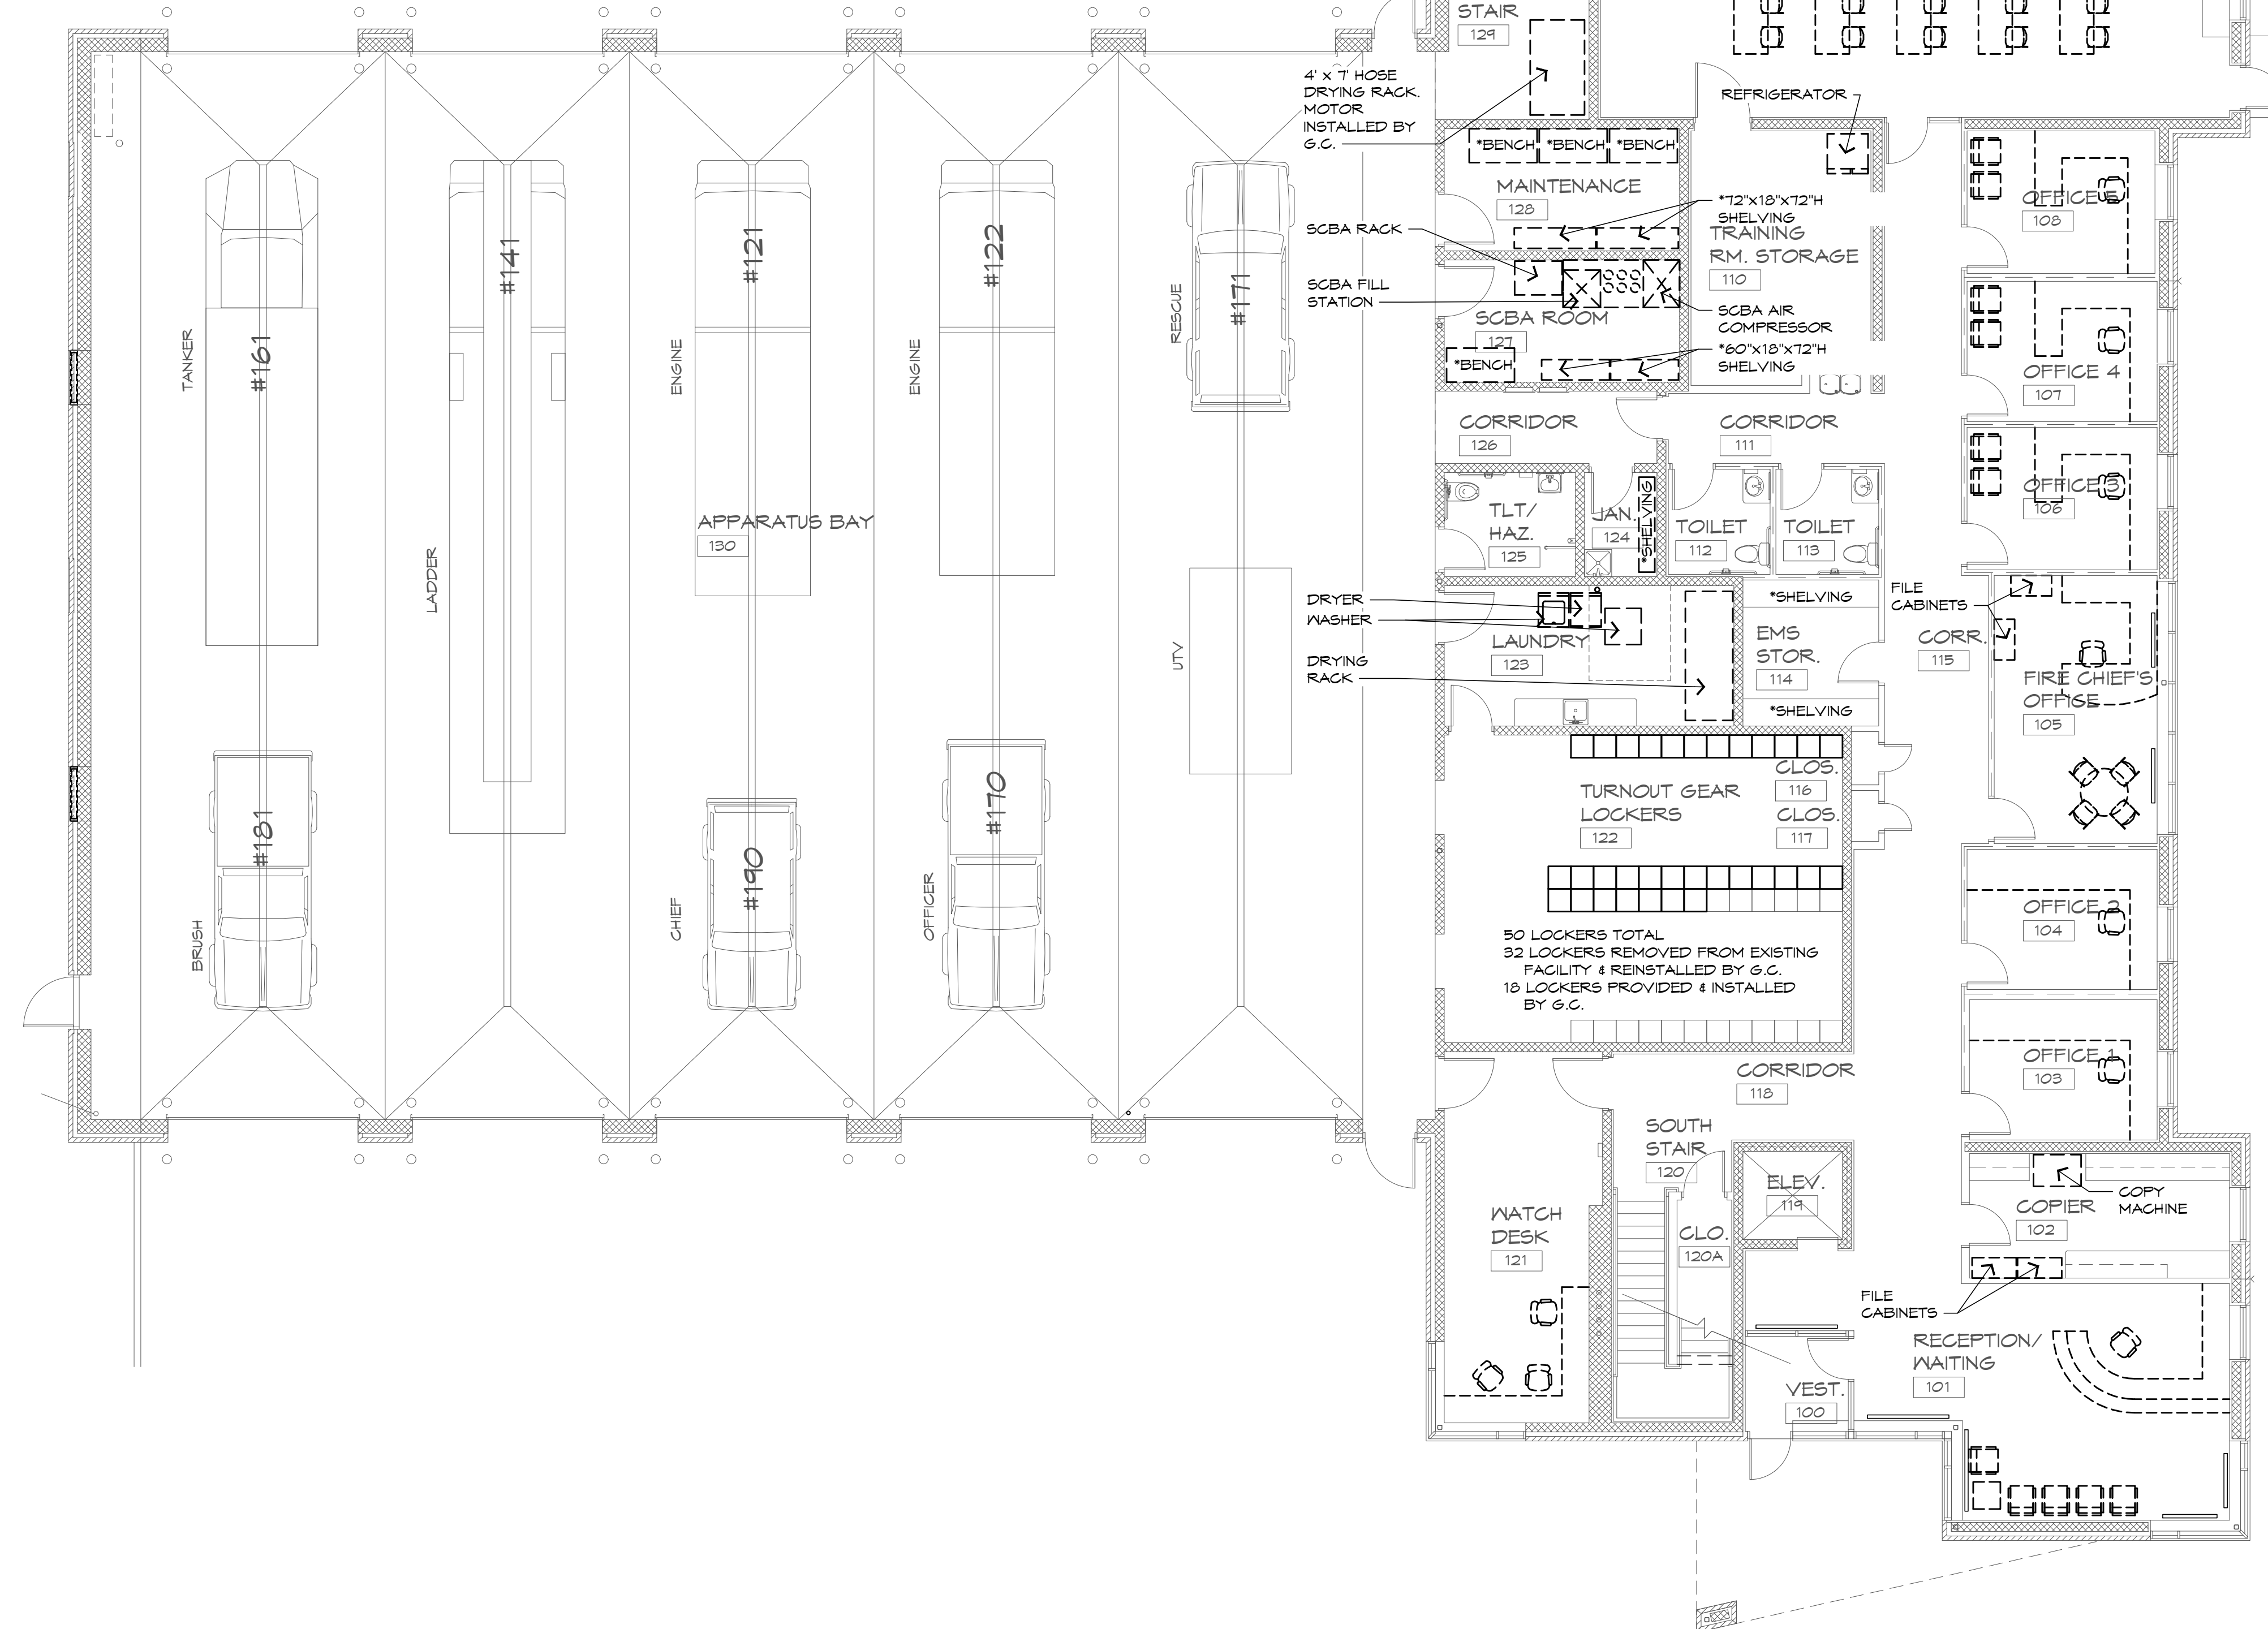 STAIR
129
4' x 7' HOSE
DRYING RACK.
MOTOR
INSTALLED BY
G.C.
REFRIGERATOR
*BENCH
*BENCH
*BENCH
MAINTENANCE
128
*72"x18"x72"H
SHELVING
TRAINING
RM. STORAGE
110
SCBA RACK
SCBA FILL
STATION
SCBA ROOM
127
SCBA AIR
COMPRESSOR
*60"x18"x72"H
SHELVING
*BENCH
OFFICE 5
108
OFFICE 4
107
OFFICE 3
106
CORRIDOR
126
CORRIDOR
111
TLT/
HAZ.
125
JAN.
124
*SHELVING
TOILET
112
TOILET
113
TANKER
#161
LADDER
#141
ENGINE
#121
ENGINE
#122
RESCUE
#171
APPARATUS BAY
130
UTV
BRUSH
#181
CHIEF
#190
OFFICER
#170
DRYER
WASHER
DRYING
RACK
LAUNDRY
123
*SHELVING
EMS
STOR.
114
*SHELVING
FILE
CABINETS
CORR.
115
FIRE CHIEF'S
OFFICE
105
CLOS.
116
CLOS.
117
TURNOUT GEAR
LOCKERS
122
50 LOCKERS TOTAL
32 LOCKERS REMOVED FROM EXISTING
FACILITY & REINSTALLED BY G.C.
18 LOCKERS PROVIDED & INSTALLED
BY G.C.
OFFICE 2
104
OFFICE 1
103
CORRIDOR
118
SOUTH
STAIR
120
ELEV.
119
CLO.
120A
WATCH
DESK
121
COPIER
102
COPY
MACHINE
FILE
CABINETS
RECEPTION/
WAITING
101
VEST.
100